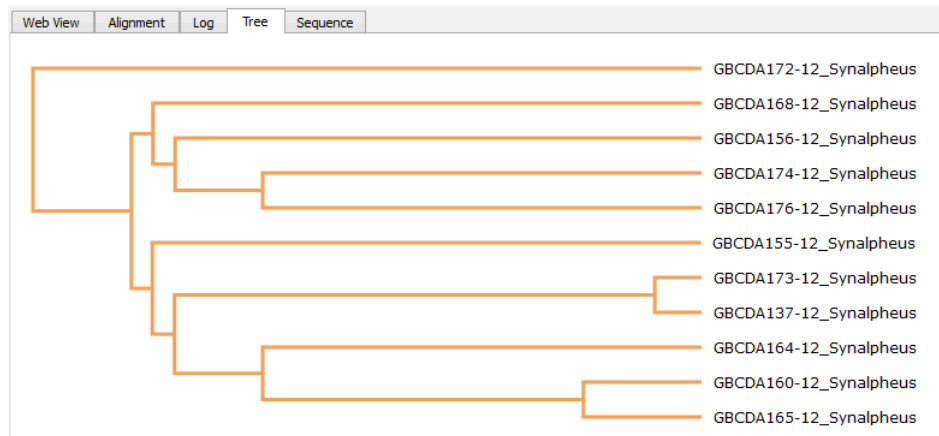 Web View Alignment Log Tree Sequence
GBCDA172-12_Synalpheus
GBCDA168-12_Synalpheus
GBCDA156-12_Synalpheus
GBCDA174-12_Synalpheus
GBCDA176-12_Synalpheus
GBCDA155-12_Synalpheus
GBCDA173-12_Synalpheus
GBCDA137-12_Synalpheus
GBCDA164-12_Synalpheus
GBCDA160-12_Synalpheus
GBCDA165-12_Synalpheus